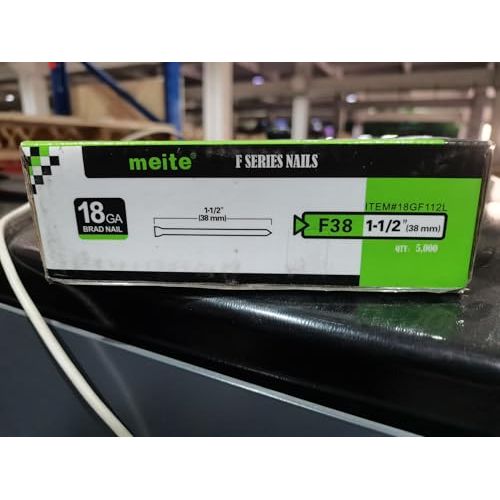 meite® F SERIES NAILS
18GA
BRAD NAIL
1-1/2"
(38 mm)
ITEM#18GF112L
F38 1-1/2" (38 mm)
QTY: 5,000